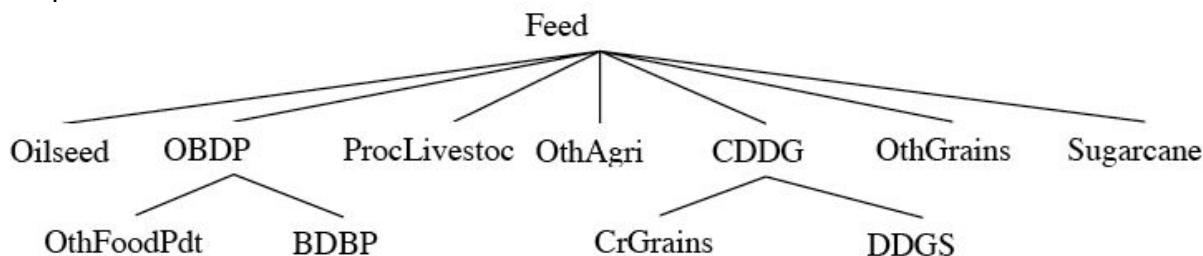 Feed
Oilseed OBDP ProcLivestoc OthAgri CDDG OthGrains Sugarcane
OthFoodPdt BDBP CrGrains DDGS